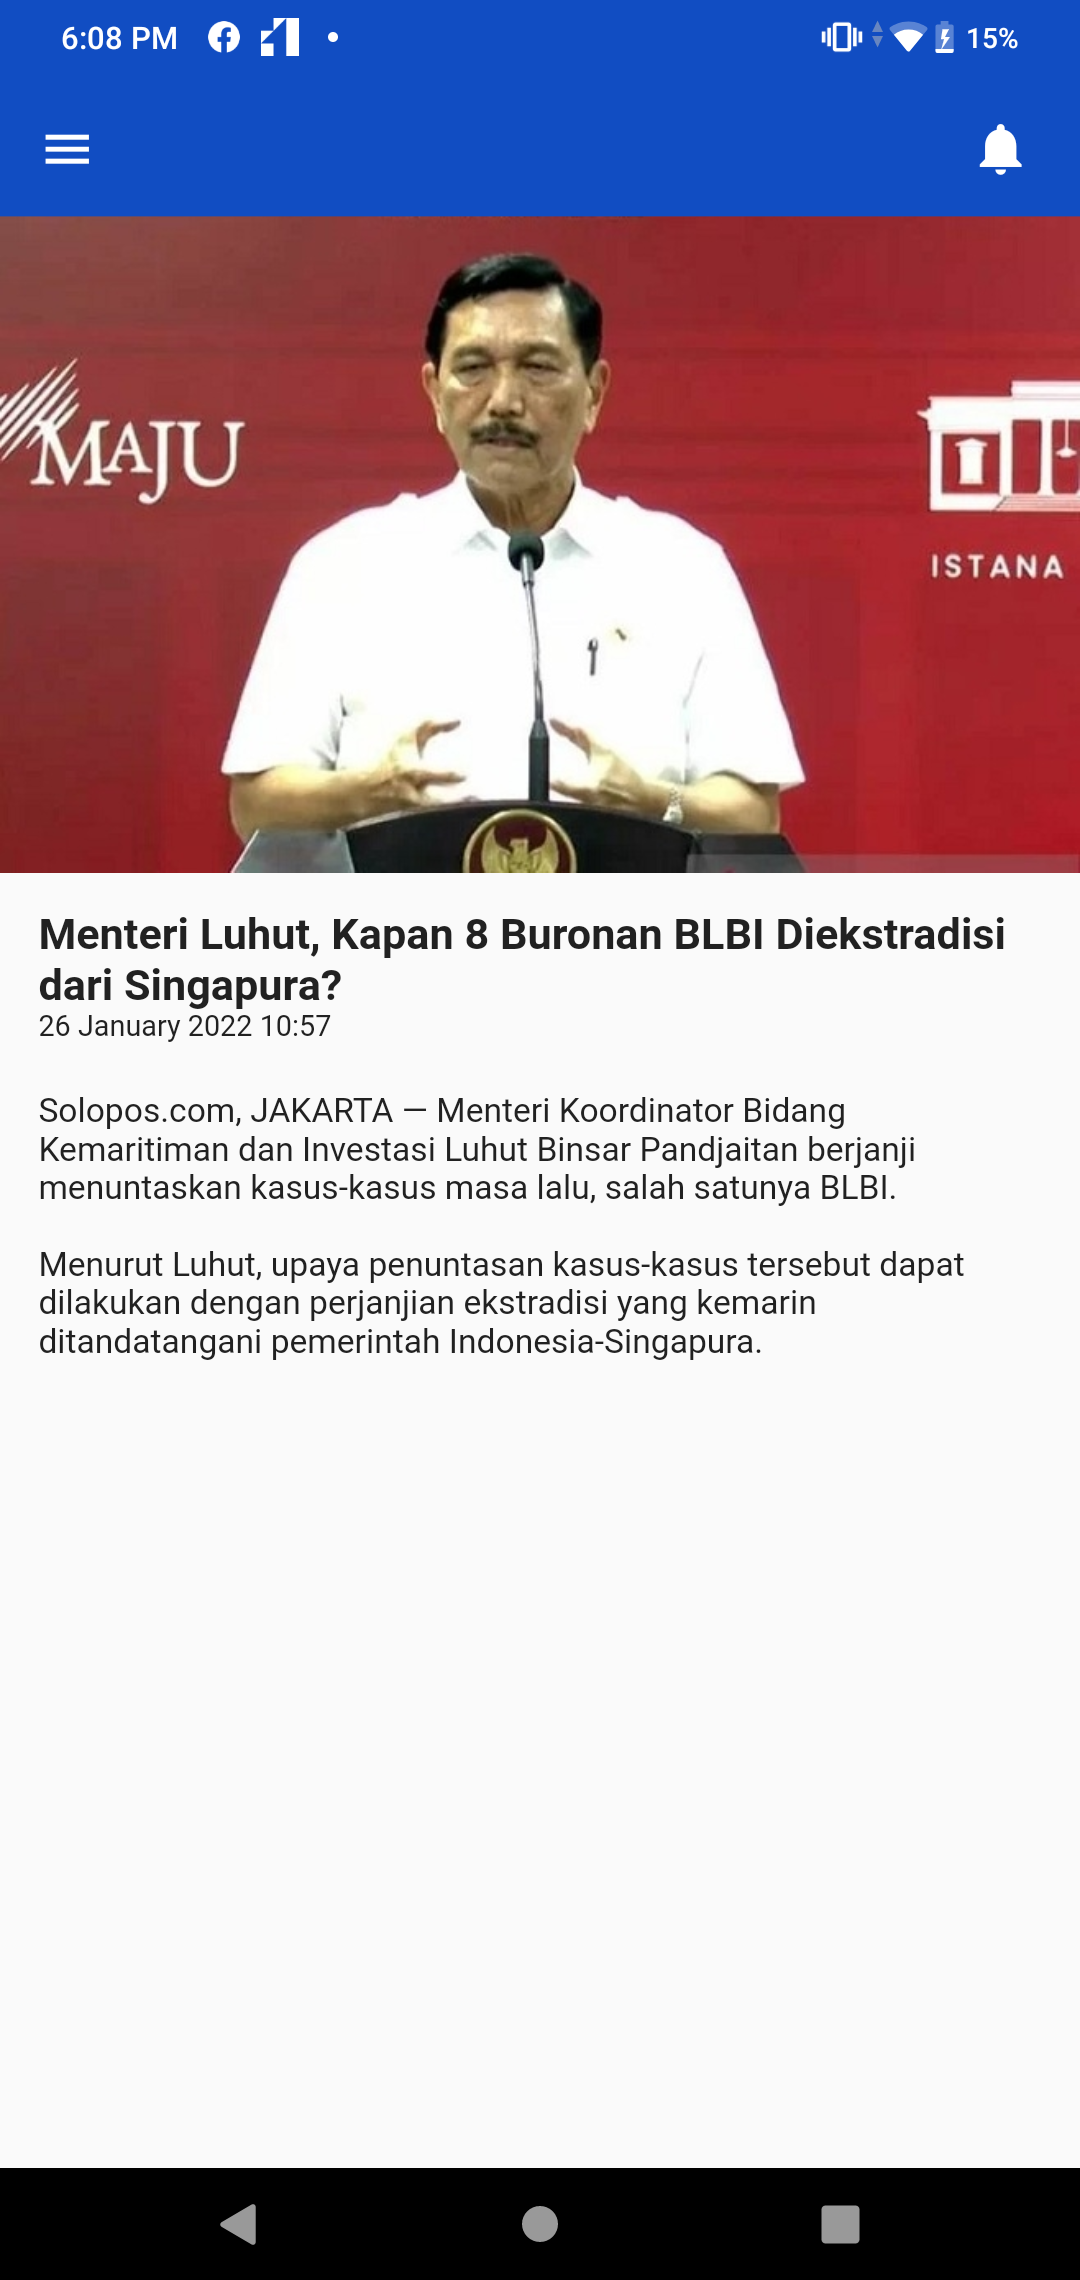 6:08 PM
15%
MAJU
ISTANA
Menteri Luhut, Kapan 8 Buronan BLBI Diekstradisi
dari Singapura?
26 January 2022 10:57
Solopos.com, JAKARTA — Menteri Koordinator Bidang
Kemaritiman dan Investasi Luhut Binsar Pandjaitan berjanji
menuntaskan kasus-kasus masa lalu, salah satunya BLBI.
Menurut Luhut, upaya penuntasan kasus-kasus tersebut dapat
dilakukan dengan perjanjian ekstradisi yang kemarin
ditandatangani pemerintah Indonesia-Singapura.